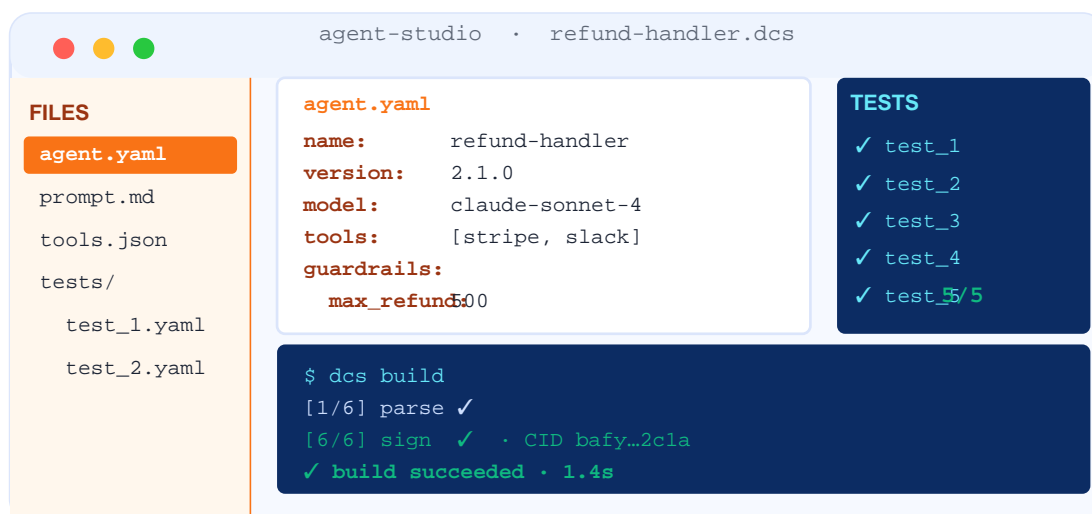 agent-studio · refund-handler.dcs
FILES
agent.yaml
prompt.md
tools.json
tests/
test_1.yaml
test_2.yaml
agent.yaml
name: refund-handler
version: 2.1.0
model: claude-sonnet-4
tools: [stripe, slack]
guardrails:
max_refund: 500
TESTS
✓ test_1
✓ test_2
✓ test_3
✓ test_4
✓ test_5
5/5
$ dcs build
[1/6] parse ✓
[6/6] sign ✓ · CID bafy…2c1a
✓ build succeeded · 1.4s